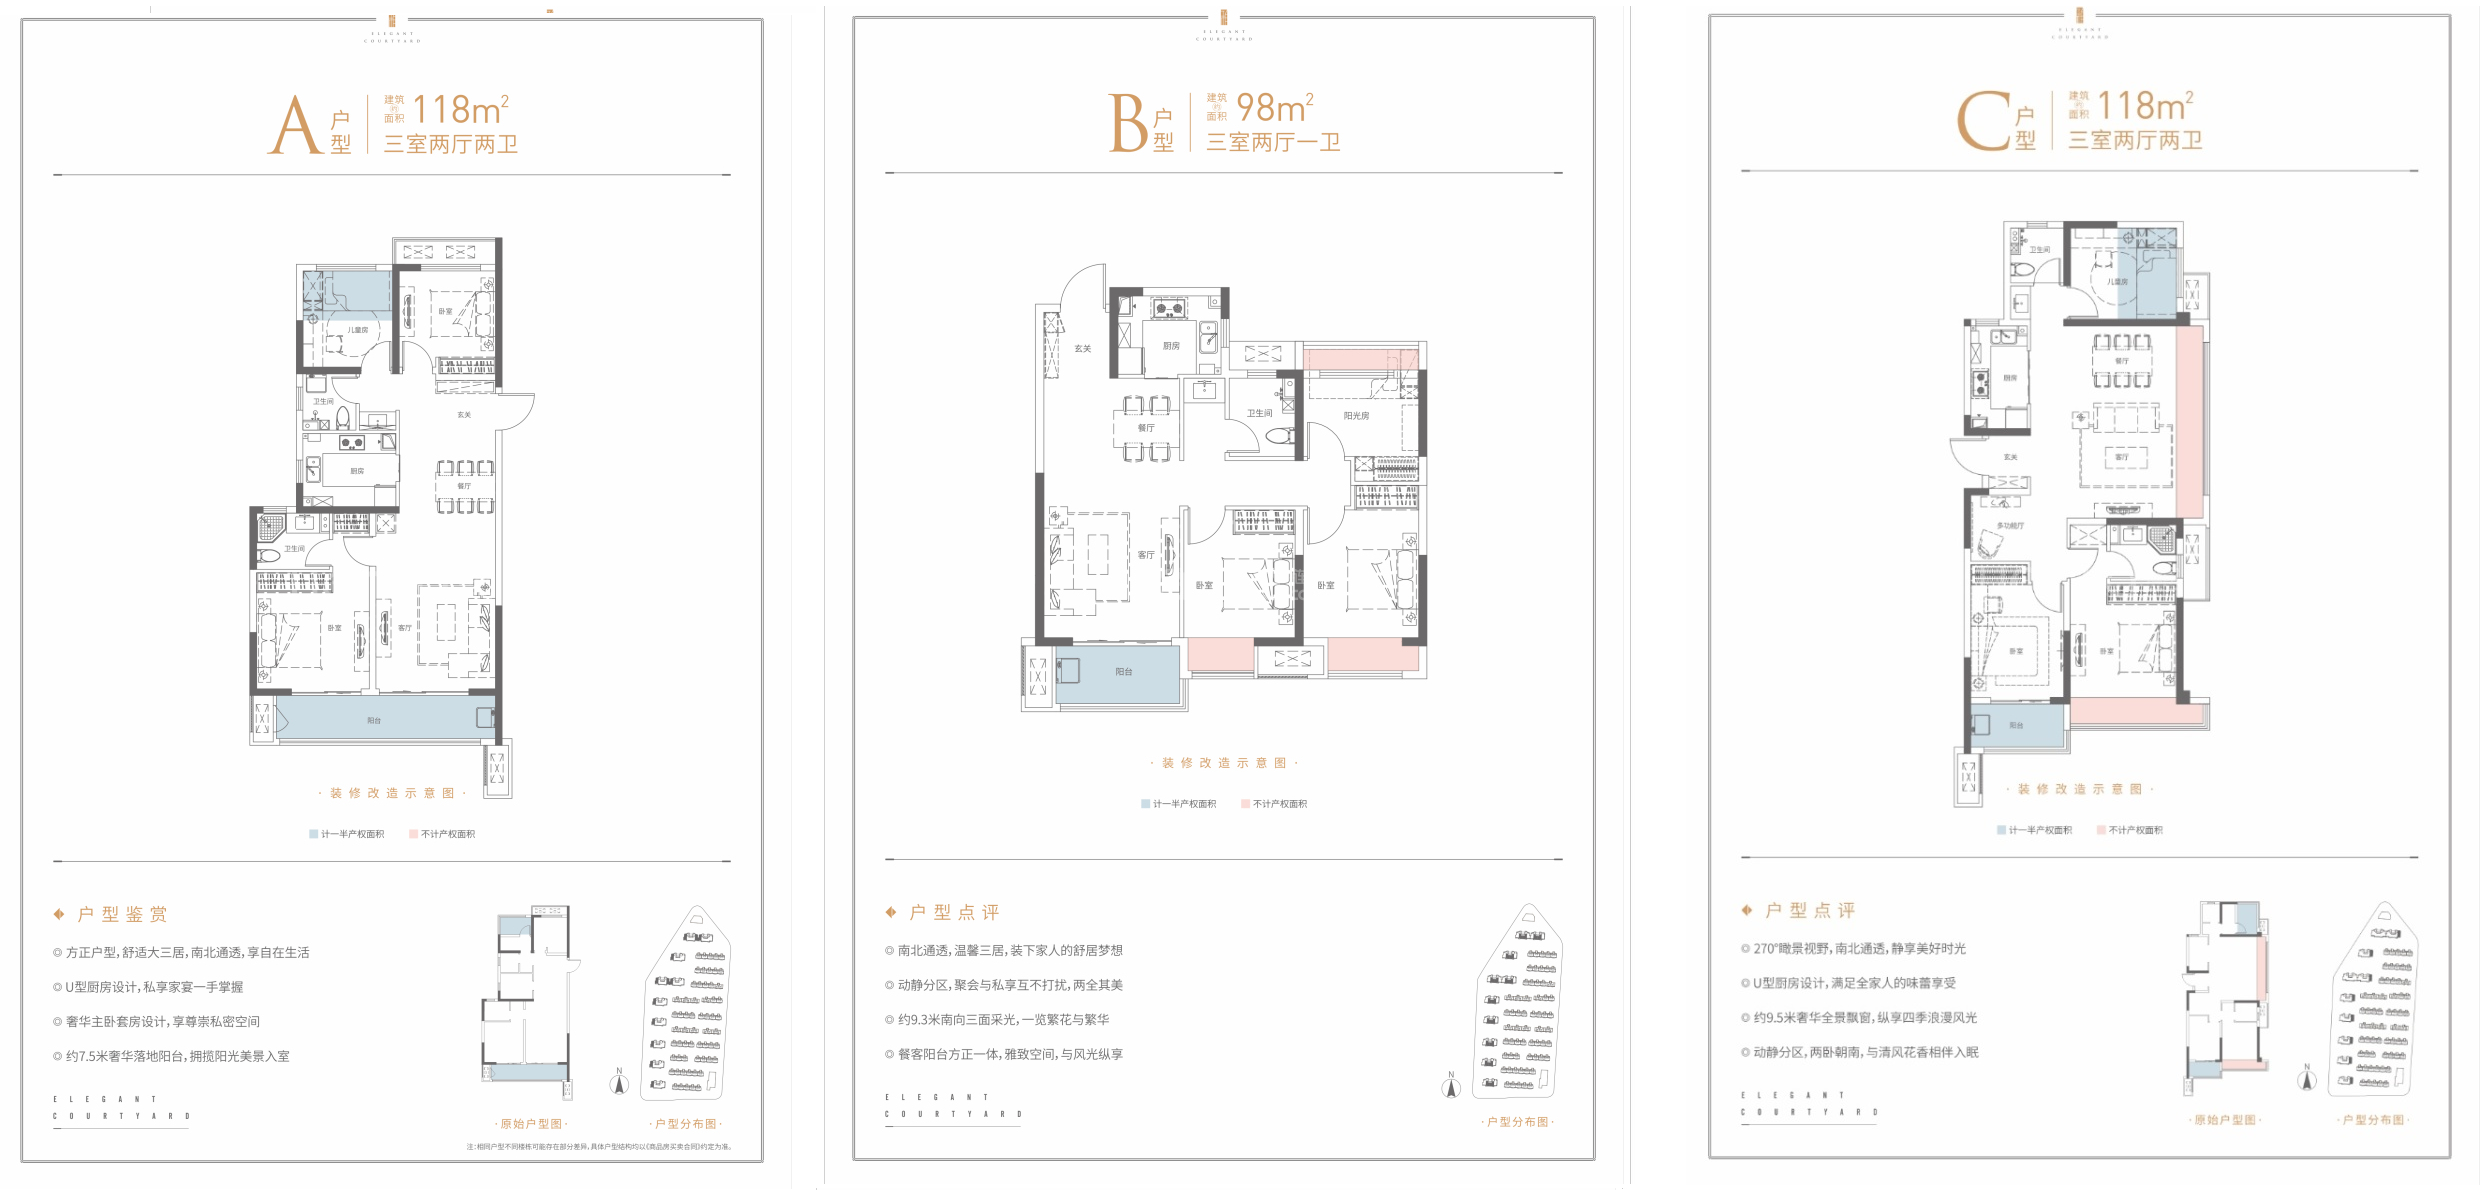 ELEGANT
COURTYARD
A 户型
建筑面积约 118m²
三室两厅两卫
儿童房
卧室
卫生间
玄关
厨房
餐厅
卫生间
卧室
客厅
阳台
·装修改造示意图·
计一半产权面积 不计产权面积
户型鉴赏
◎ 方正户型,舒适大三居,南北通透,享自在生活
◎ U型厨房设计,私享家宴一手掌握
◎ 奢华主卧套房设计,享尊崇私密空间
◎ 约7.5米奢华落地阳台,拥揽阳光美景入室
ELEGANT
COURTYARD
N
·原始户型图·
·户型分布图·
注:相同户型不同楼栋可能存在部分差异,具体户型结构均以《商品房买卖合同》约定为准。
ELEGANT
COURTYARD
B 户型
建筑面积约 98m²
三室两厅一卫
玄关
厨房
餐厅
卫生间
阳光房
客厅
卧室
卧室
阳台
·装修改造示意图·
计一半产权面积 不计产权面积
户型点评
◎ 南北通透,温馨三居,装下家人的舒居梦想
◎ 动静分区,聚会与私享互不打扰,两全其美
◎ 约9.3米南向三面采光,一览繁花与繁华
◎ 餐客阳台方正一体,雅致空间,与风光纵享
ELEGANT
COURTYARD
N
·户型分布图·
ELEGANT
COURTYARD
C 户型
建筑面积约 118m²
三室两厅两卫
卫生间
儿童房
餐厅
厨房
玄关
客厅
多功能厅
卧室
卧室
阳台
·装修改造示意图·
计一半产权面积 不计产权面积
户型点评
◎ 270°瞰景视野,南北通透,静享美好时光
◎ U型厨房设计,满足全家人的味蕾享受
◎ 约9.5米奢华全景飘窗,纵享四季浪漫风光
◎ 动静分区,两卧朝南,与清风花香相伴入眠
ELEGANT
COURTYARD
N
·原始户型图·
·户型分布图·